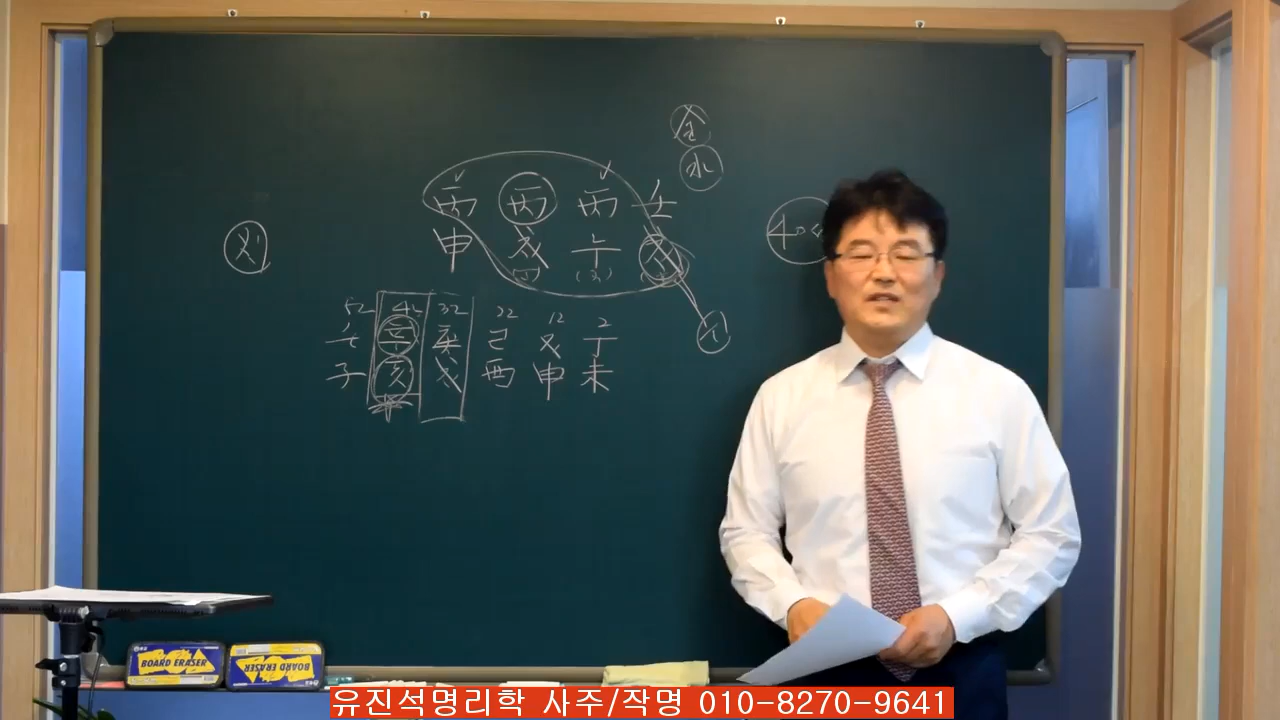 金
水
丙 丙 丙 壬
申 戌 午 戌
52 42 32 22 12 2
壬 辛 庚 己 戊 丁
子 亥 戌 酉 申 未
BOARD ERASER BOARD ERASER
유진석명리학 사주/작명 010-8270-9641